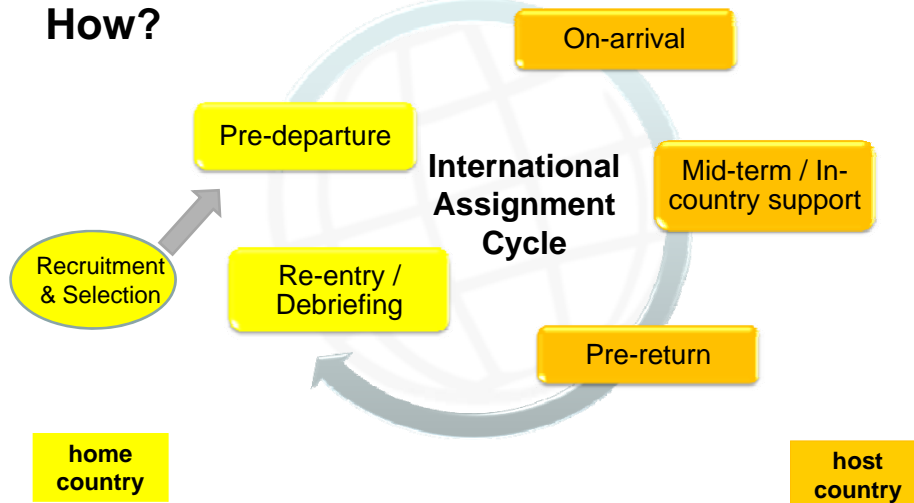 How?
On-arrival
Pre-departure
International
Assignment
Cycle
Mid-term / In-
country support
Recruitment
& Selection
Re-entry /
Debriefing
Pre-return
home
country
host
country